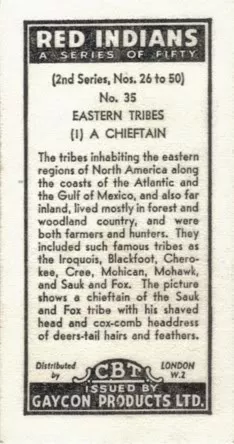 RED INDIANS
A SERIES OF FIFTY
(2nd Series, Nos. 26 to 50)
No. 35
EASTERN TRIBES
(1) A CHIEFTAIN
The tribes inhabiting the eastern
regions of North America along
the coasts of the Atlantic and
the Gulf of Mexico, and also far
inland, lived mostly in forest and
woodland country, and were
both farmers and hunters. They
included such famous tribes as
the Iroquois, Blackfoot, Chero-
kee, Cree, Mohican, Mohawk,
and Sauk and Fox. The picture
shows a chieftain of the Sauk
and Fox tribe with his shaved
head and cox-comb headdress
of deers-tail hairs and feathers.
Distributed by CBT LONDON W.2
ISSUED BY
GAYCON PRODUCTS LTD.